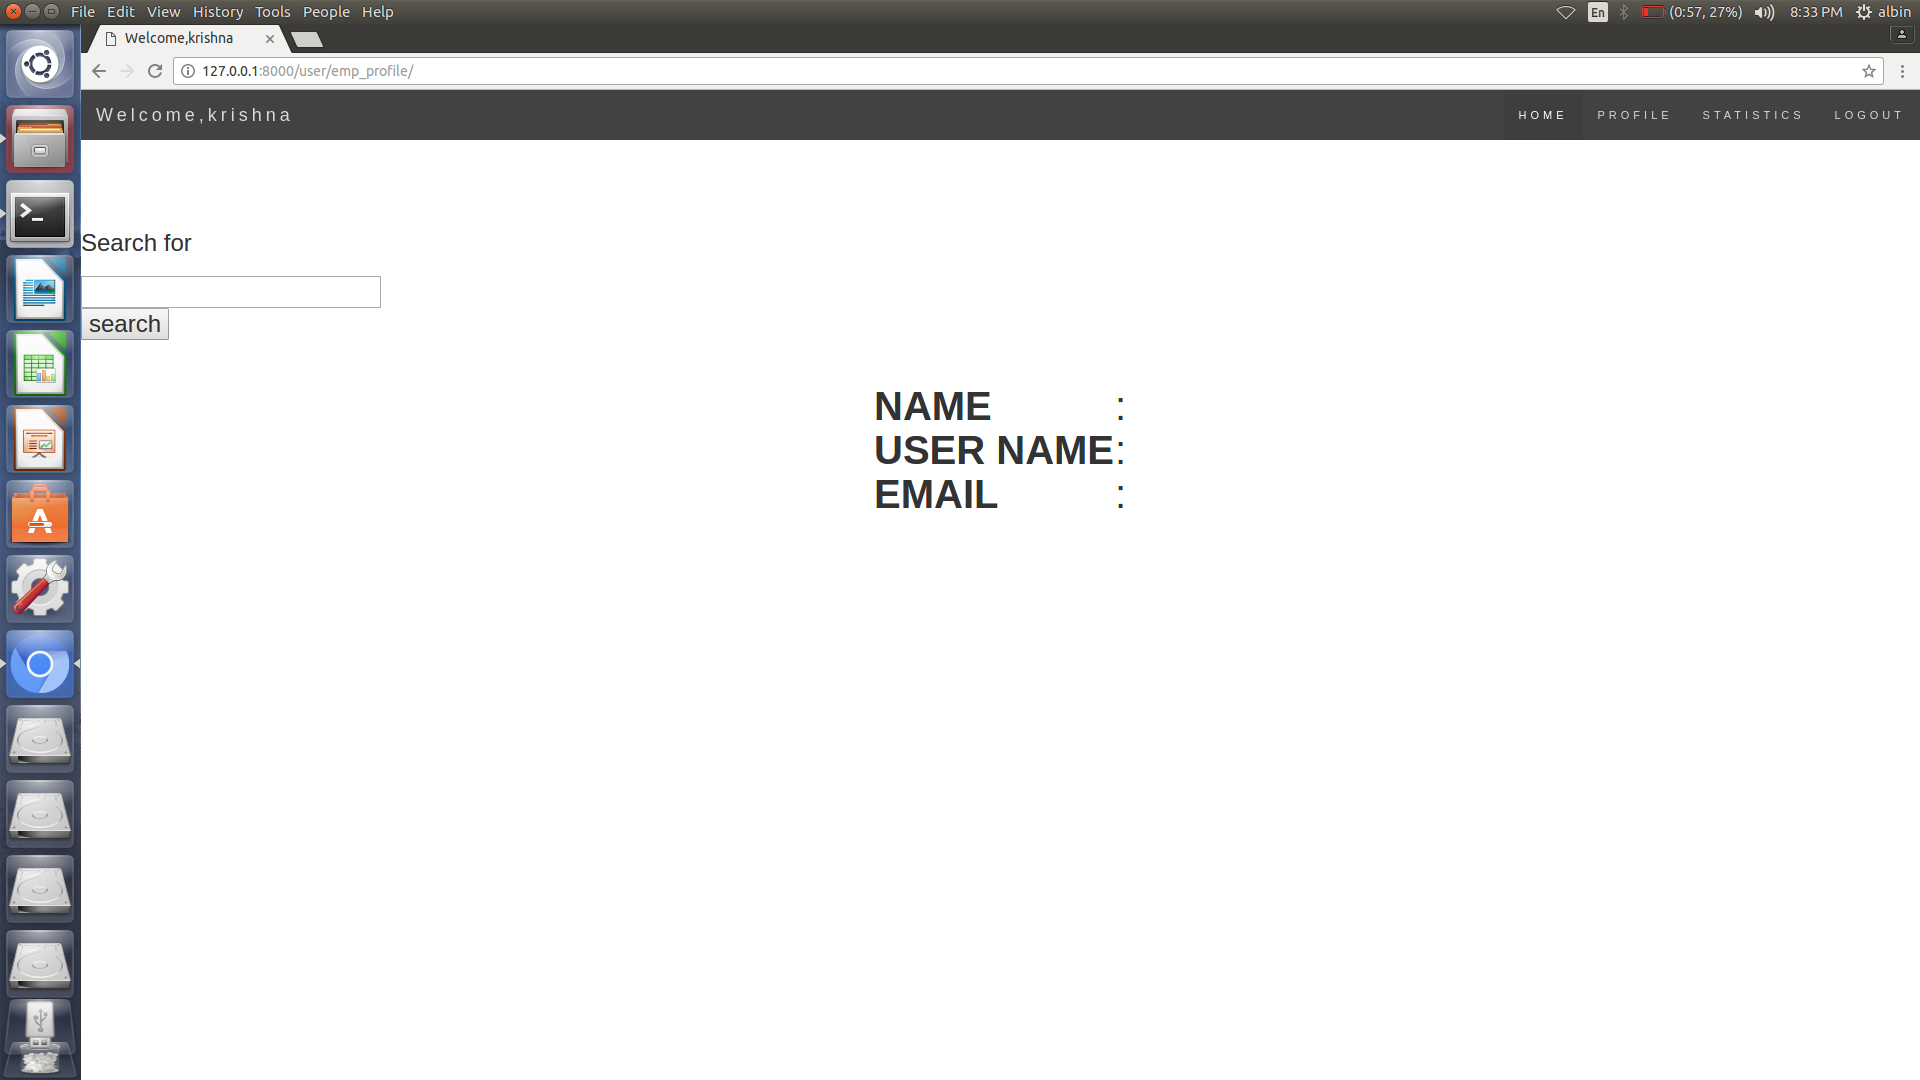 File Edit View History Tools People Help
En (0:57, 27%) 8:33 PM albin
Welcome,krishna
127.0.0.1:8000/user/emp_profile/
Welcome,krishna HOME PROFILE STATISTICS LOGOUT
Search for
search
NAME :
USER NAME:
EMAIL :